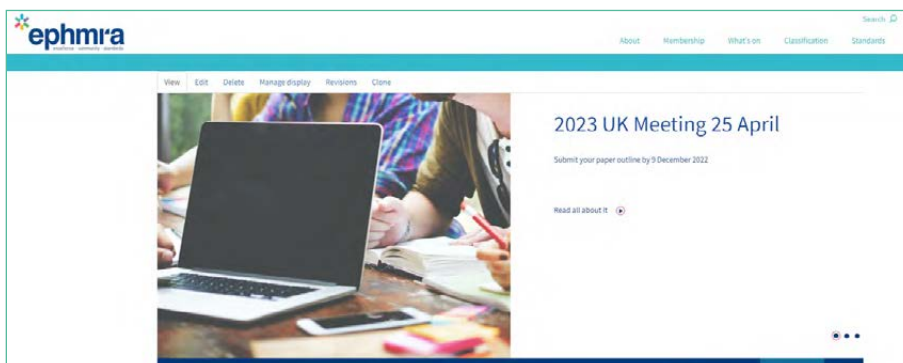 Search
ephmra
excellence · community · standards
About Membership What's on Classification Standards
View Edit Delete Manage display Revisions Clone
2023 UK Meeting 25 April
Submit your paper outline by 9 December 2022
Read all about it